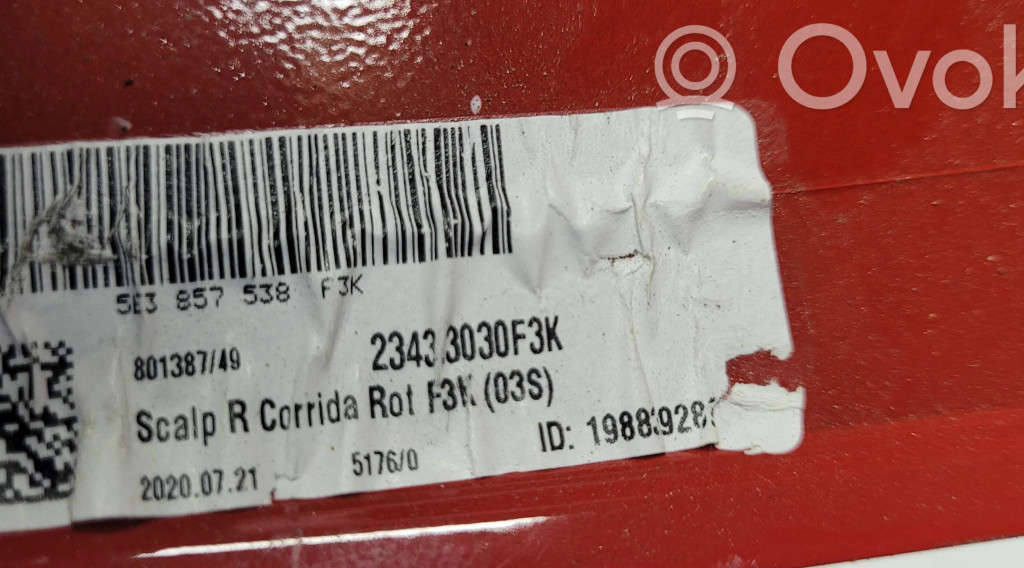 Ovok
5E3 857 538 F3K
801387/49
23433030F3K
Scalp R Corrida Rot F3K (03S)
2020.07.21
5176/0
ID: